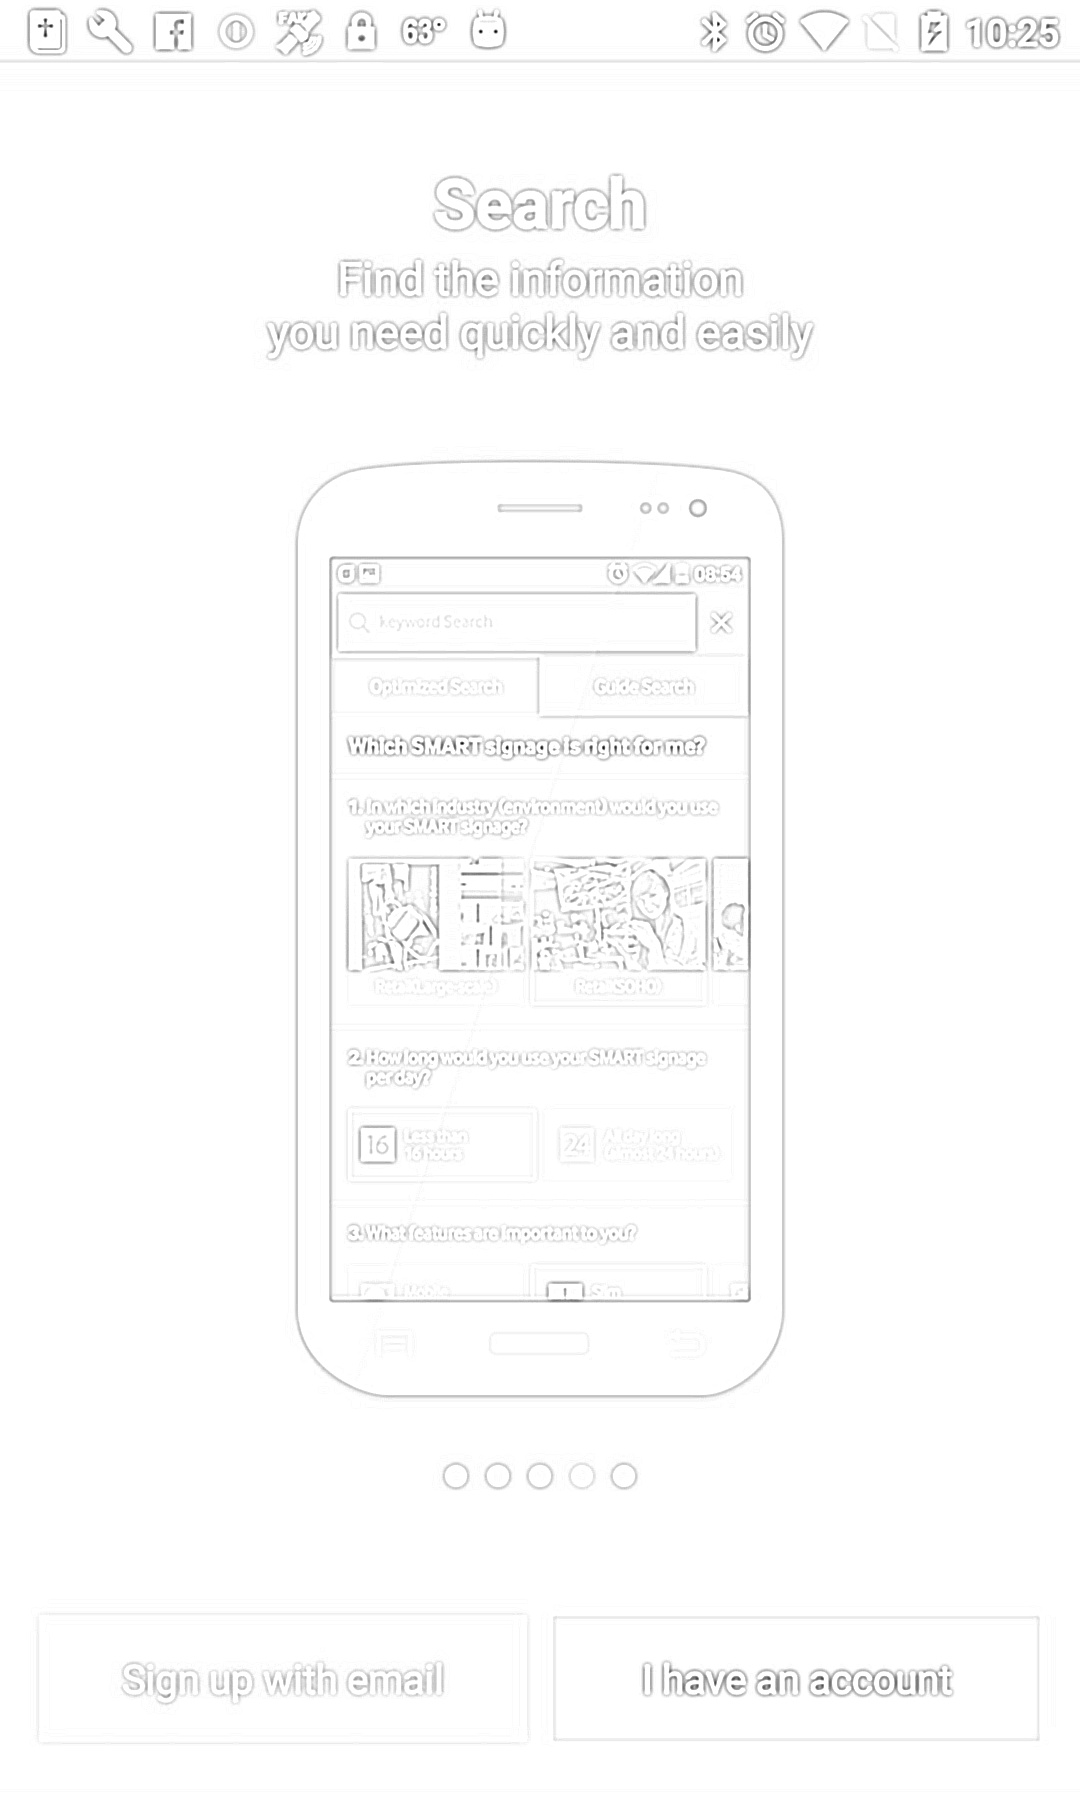 FAKE 63° 10:25
Search
Find the information
you need quickly and easily
08:54
keyword Search
Optimized Search Guide Search
Which SMART signage is right for me?
1. In which industry (environment) would you use
your SMART signage?
Retail(Large-scale) Retail(SOHO)
2. How long would you use your SMART signage
per day?
16 Less than 24 All day long
16 hours (almost 24 hours)
3. What features are important to you?
Mobile Slim
Sign up with email I have an account